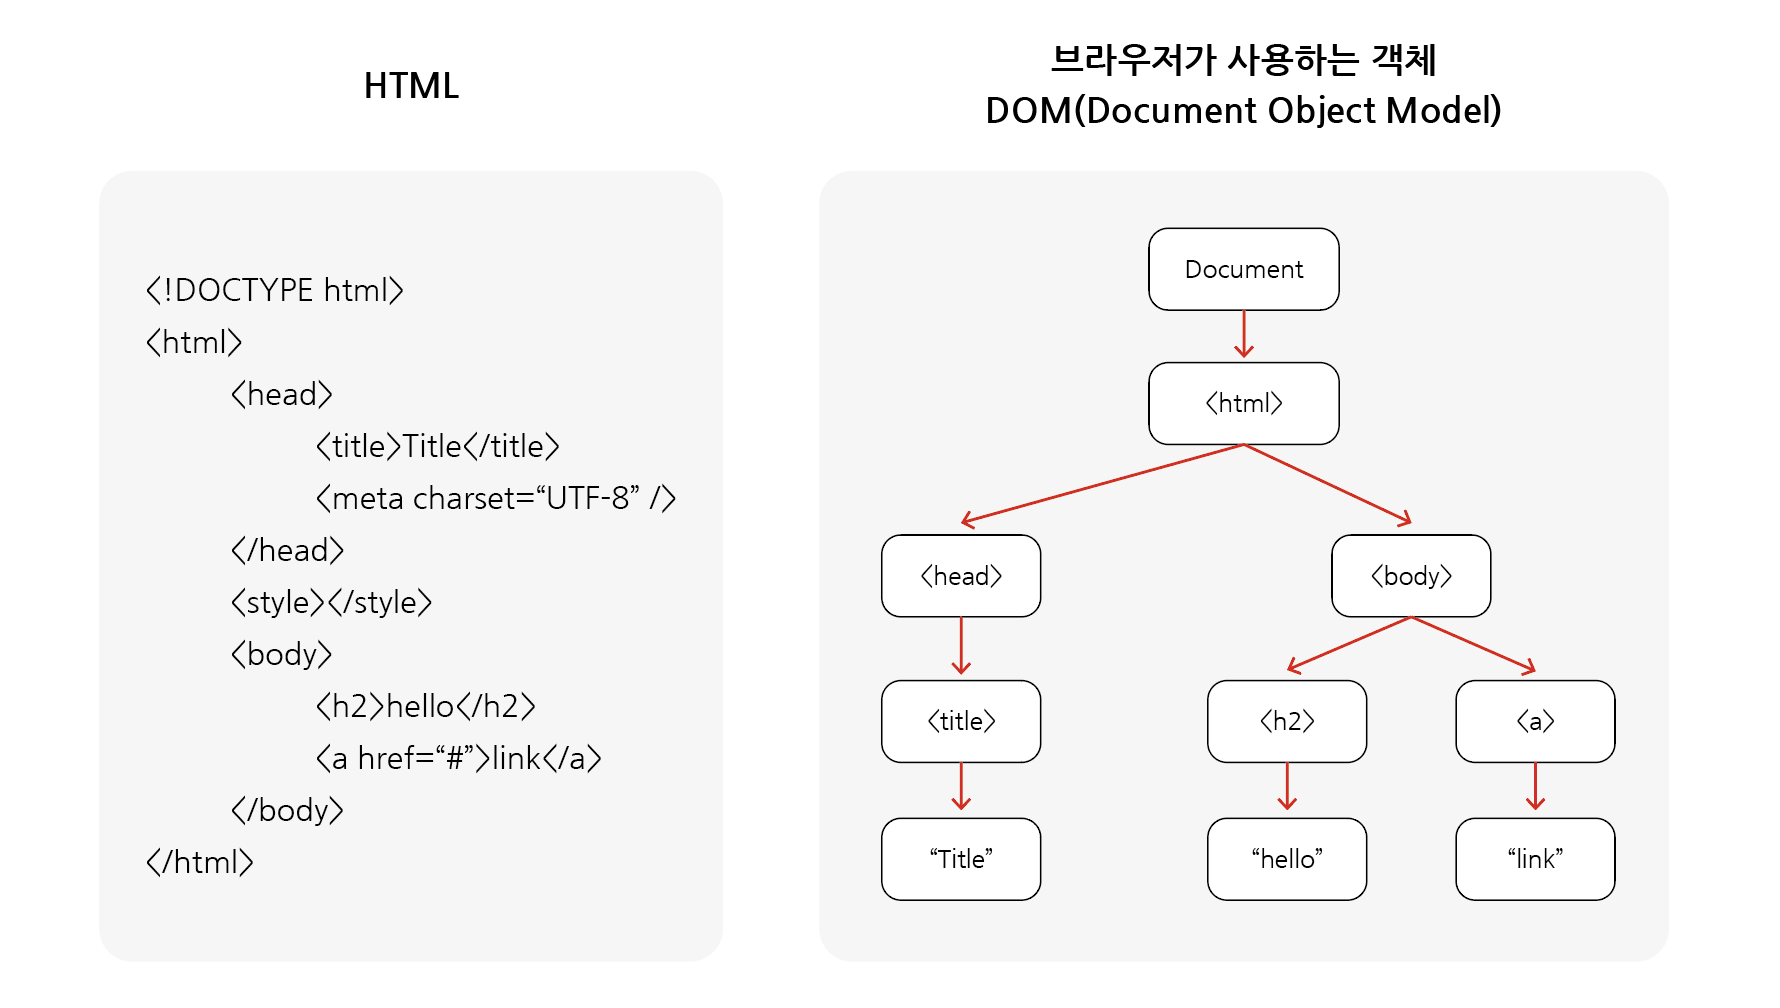 HTML
<!DOCTYPE html>
<html>
<head>
<title>Title</title>
<meta charset=“UTF-8” />
</head>
<style></style>
<body>
<h2>hello</h2>
<a href=“#”>link</a>
</body>
</html>
브라우저가 사용하는 객체
DOM(Document Object Model)
Document
<html>
<head>
<body>
<title>
<h2>
<a>
“Title”
“hello”
“link”